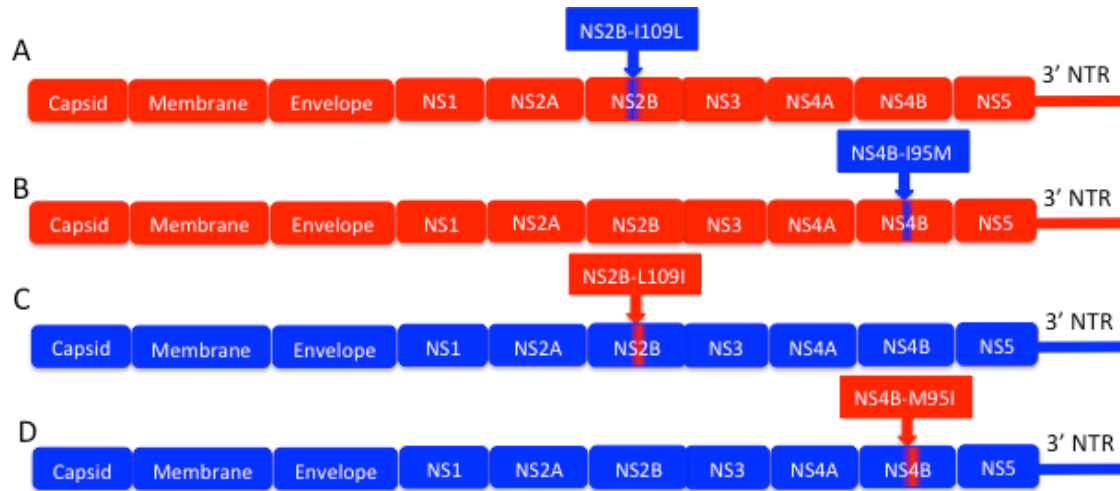 NS2B-I109L
A
3’ NTR
Capsid Membrane Envelope NS1 NS2A NS2B NS3 NS4A NS4B NS5
NS4B-I95M
B
3’ NTR
Capsid Membrane Envelope NS1 NS2A NS2B NS3 NS4A NS4B NS5
NS2B-L109I
C
3’ NTR
Capsid Membrane Envelope NS1 NS2A NS2B NS3 NS4A NS4B NS5
NS4B-M95I
D
3’ NTR
Capsid Membrane Envelope NS1 NS2A NS2B NS3 NS4A NS4B NS5